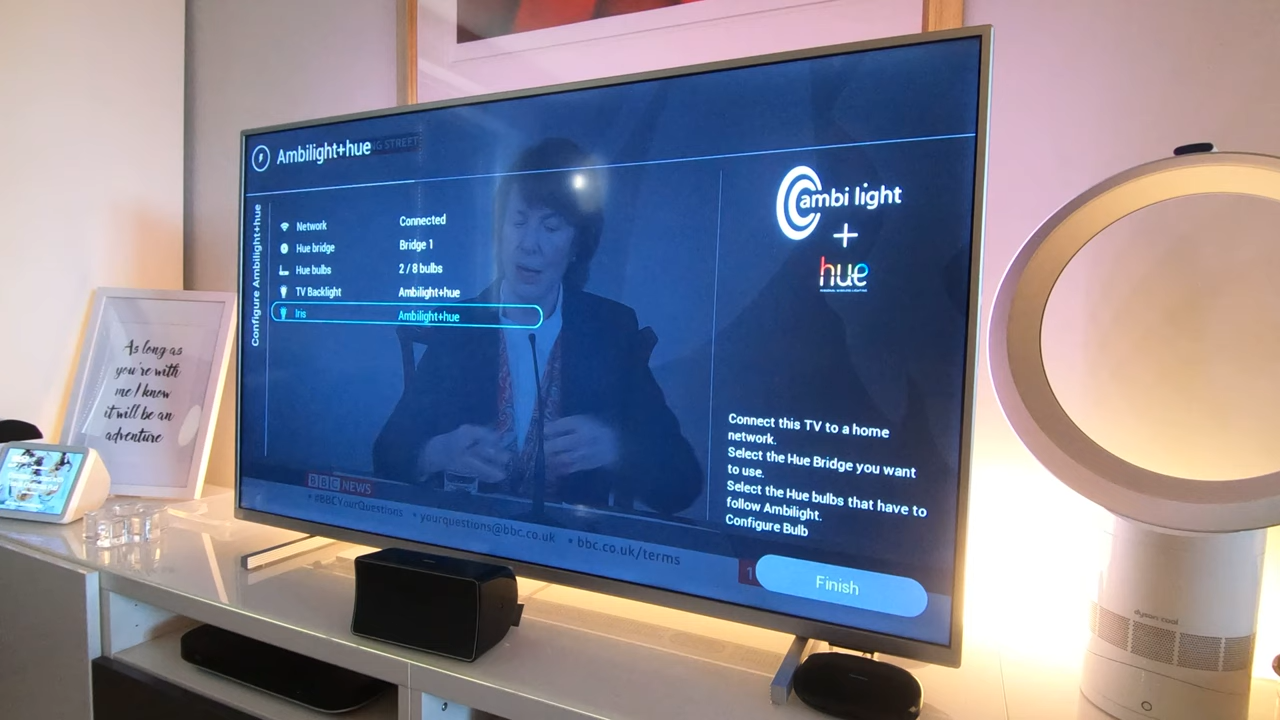 Ambilight+hue
NG STREET
Configure Ambilight+hue
Network Connected
Hue bridge Bridge 1
Hue bulbs 2 / 8 bulbs
TV Backlight Ambilight+hue
Iris Ambilight+hue
ambi light
+
hue
Connect this TV to a home
network.
Select the Hue Bridge you want
to use.
Select the Hue bulbs that have to
follow Ambilight.
Configure Bulb
Finish
BBC NEWS
• #BBCYourQuestions • yourquestions@bbc.co.uk • bbc.co.uk/terms
1
As long as
you're with
me I know
it will be an
adventure
dyson cool